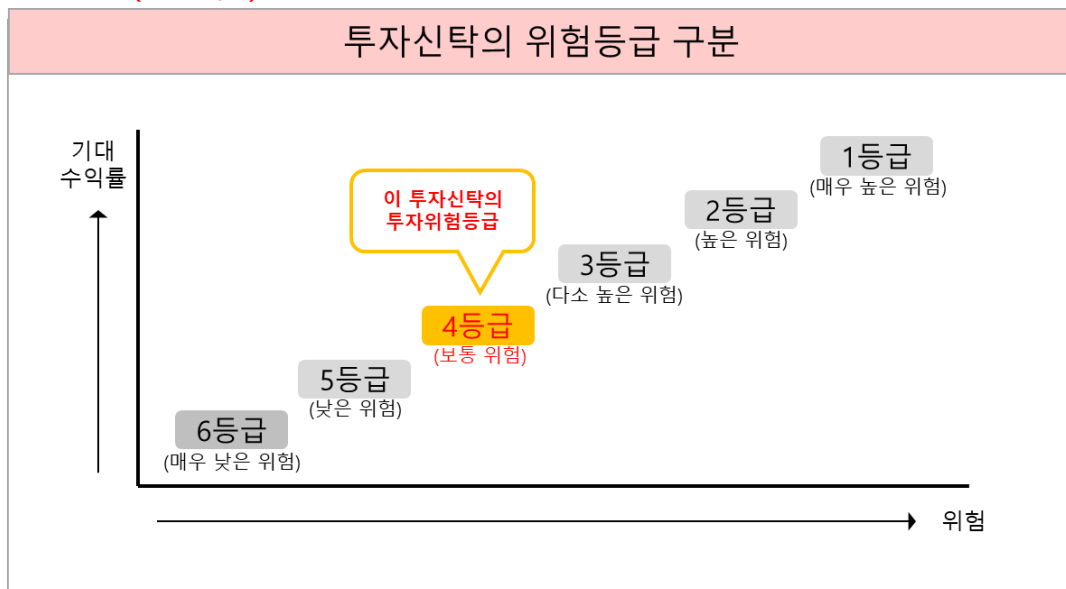 투자신탁의 위험등급 구분
기대
수익률
1등급
(매우 높은 위험)
이 투자신탁의
투자위험등급
2등급
(높은 위험)
3등급
(다소 높은 위험)
4등급
(보통 위험)
5등급
(낮은 위험)
6등급
(매우 낮은 위험)
위험